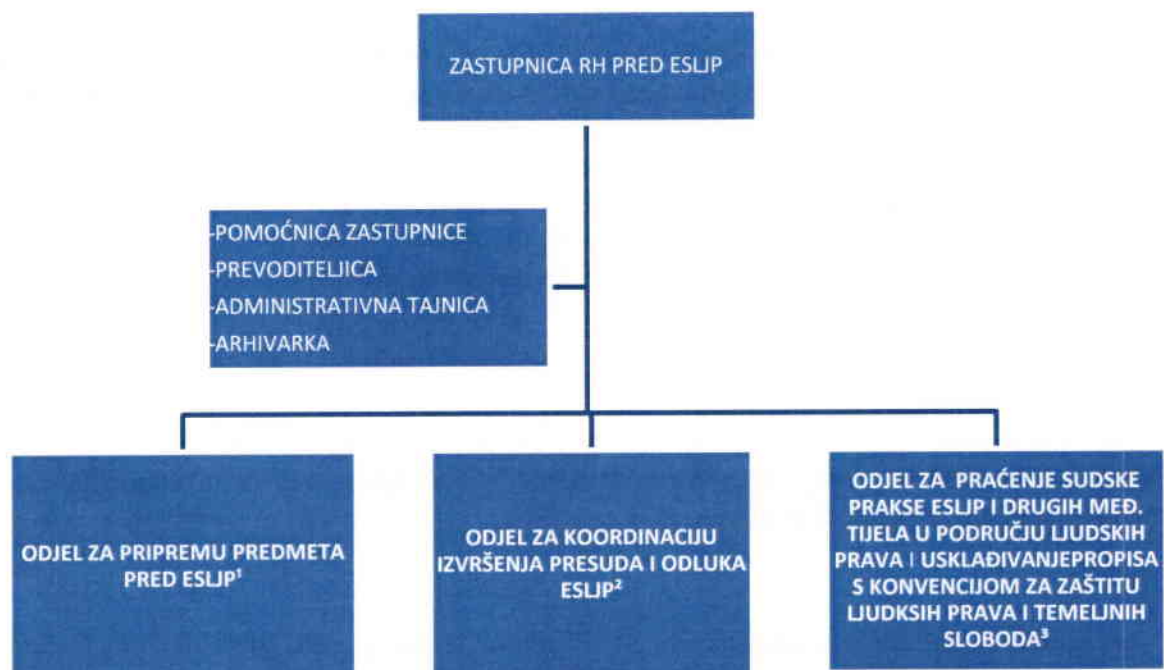 ZASTUPNICA RH PRED ESLJP
-POMOĆNICA ZASTUPNICE
-PREVODITELJICA
-ADMINISTRATIVNA TAJNICA
-ARHIVARKA
ODJEL ZA PRIPREMU PREDMETA
PRED ESLJP¹
ODJEL ZA KOORDINACIJU
IZVRŠENJA PRESUDA I ODLUKA
ESLJP²
ODJEL ZA PRAĆENJE SUDSKE
PRAKSE ESLJP I DRUGIH MEĐ.
TIJELA U PODRUČJU LJUDSKIH
PRAVA I USKLAĐIVANJEPROPISA
S KONVENCIJOM ZA ZAŠTITU
LJUDKSIH PRAVA I TEMELJNIH
SLOBODA³